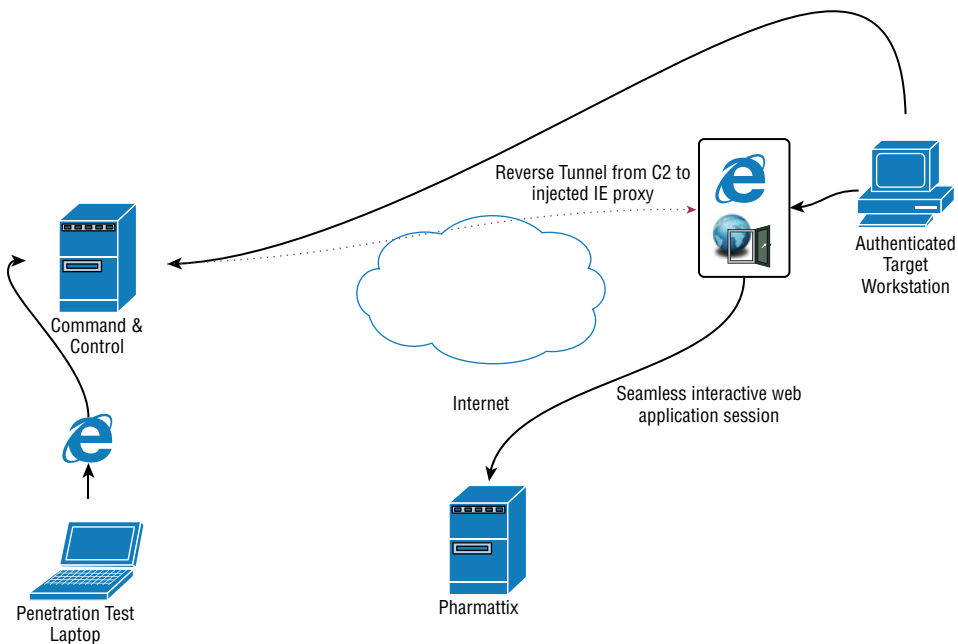 Reverse Tunnel from C2 to
injected IE proxy
Authenticated
Target
Workstation
Command &
Control
Internet
Seamless interactive web
application session
Penetration Test
Laptop
Pharmattix